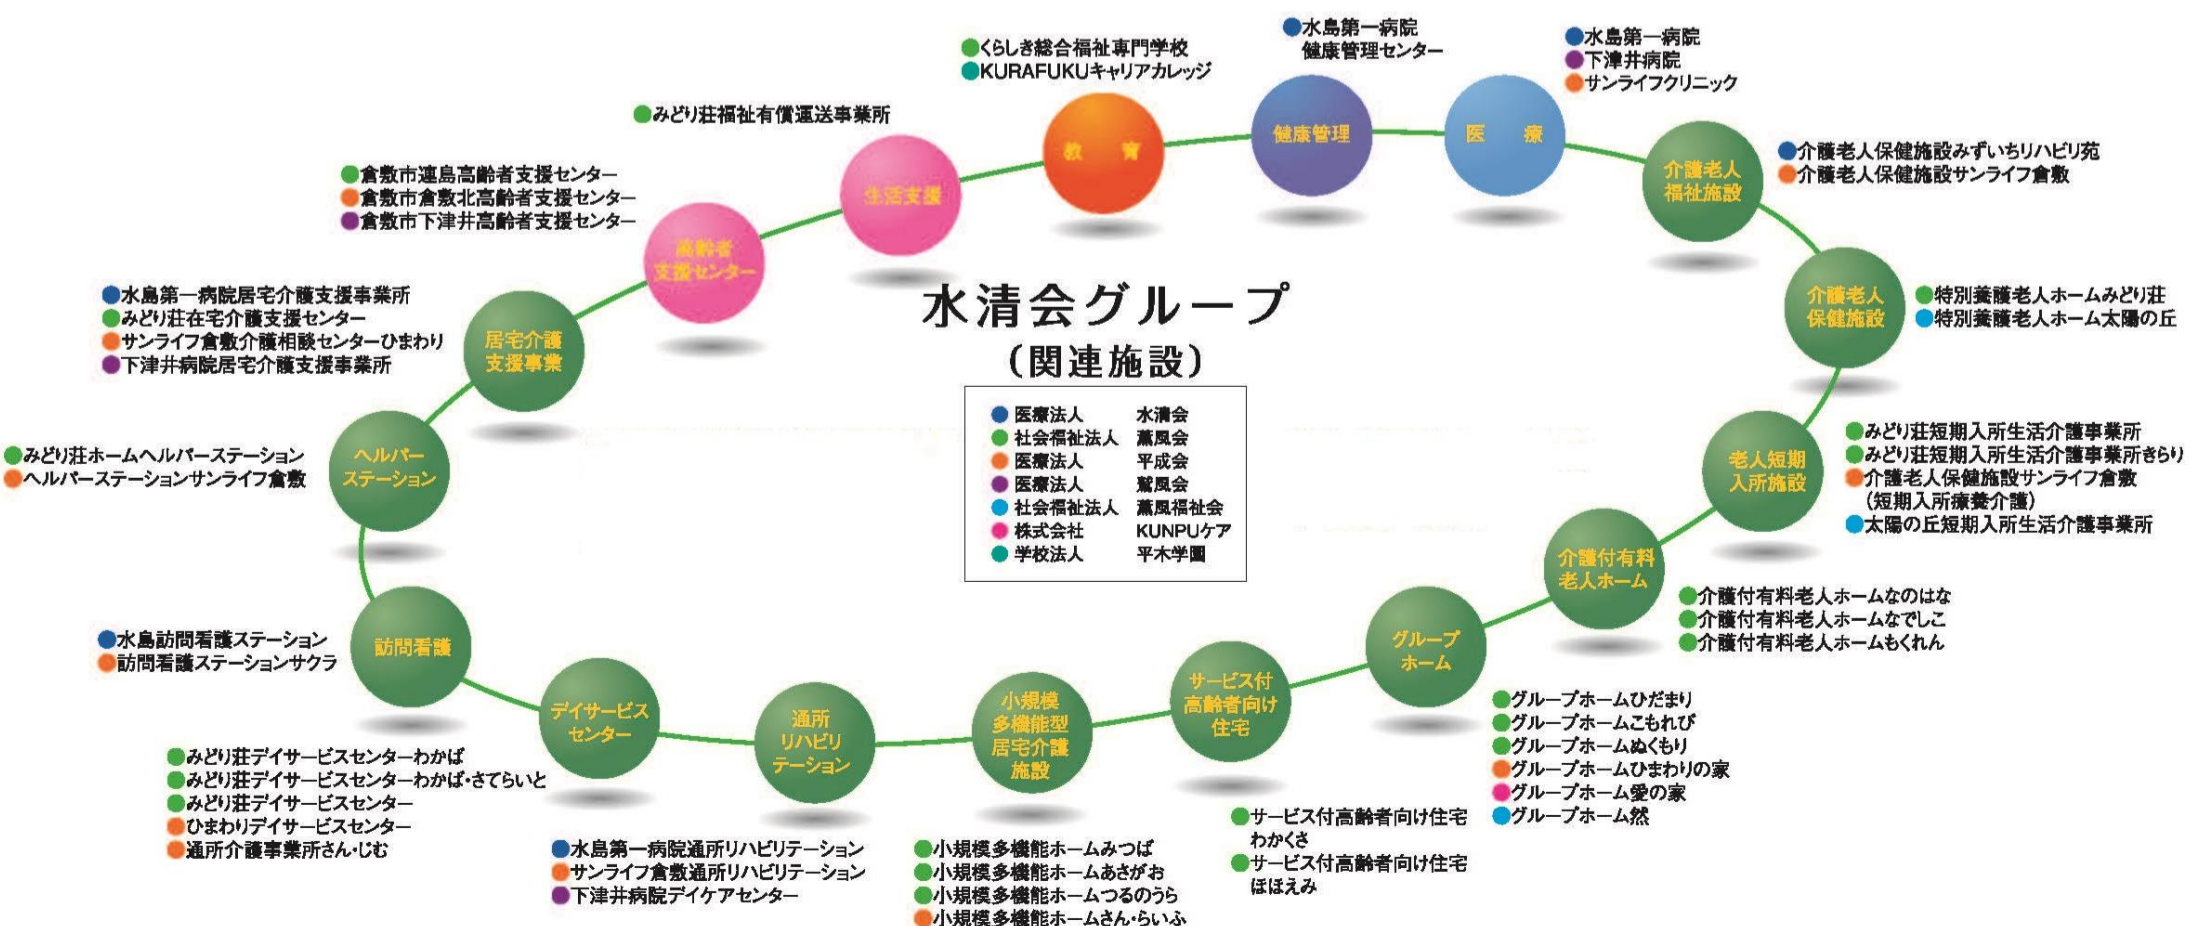 水清会グループ
（関連施設）
医療法人 水清会
社会福祉法人 薫風会
医療法人 平成会
医療法人 鷲風会
社会福祉法人 薫風福祉会
株式会社 KUNPUケア
学校法人 平木学園
教 育
くらしき総合福祉専門学校
KURAFUKUキャリアカレッジ
健康管理
水島第一病院
健康管理センター
医 療
水島第一病院
下津井病院
サンライフクリニック
介護老人
福祉施設
介護老人保健施設みずいちリハビリ苑
介護老人保健施設サンライフ倉敷
介護老人
保健施設
特別養護老人ホームみどり荘
特別養護老人ホーム太陽の丘
老人短期
入所施設
みどり荘短期入所生活介護事業所
みどり荘短期入所生活介護事業所きらり
介護老人保健施設サンライフ倉敷
（短期入所療養介護）
太陽の丘短期入所生活介護事業所
介護付有料
老人ホーム
介護付有料老人ホームなのはな
介護付有料老人ホームなでしこ
介護付有料老人ホームもくれん
グループ
ホーム
グループホームひだまり
グループホームこもれび
グループホームぬくもり
グループホームひまわりの家
グループホーム愛の家
グループホーム然
サービス付
高齢者向け
住宅
サービス付高齢者向け住宅
わかくさ
サービス付高齢者向け住宅
ほほえみ
小規模
多機能型
居宅介護
施設
小規模多機能ホームみつば
小規模多機能ホームあさがお
小規模多機能ホームつるのうら
小規模多機能ホームさん・らいふ
通所
リハビリ
テーション
水島第一病院通所リハビリテーション
サンライフ倉敷通所リハビリテーション
下津井病院デイケアセンター
デイサービス
センター
みどり荘デイサービスセンターわかば
みどり荘デイサービスセンターわかば・さてらいと
みどり荘デイサービスセンター
ひまわりデイサービスセンター
通所介護事業所さん・じむ
訪問看護
水島訪問看護ステーション
訪問看護ステーションサクラ
ヘルパー
ステーション
みどり荘ホームヘルパーステーション
ヘルパーステーションサンライフ倉敷
居宅介護
支援事業
水島第一病院居宅介護支援事業所
みどり荘在宅介護支援センター
サンライフ倉敷介護相談センターひまわり
下津井病院居宅介護支援事業所
高齢者
支援センター
倉敷市連島高齢者支援センター
倉敷市倉敷北高齢者支援センター
倉敷市下津井高齢者支援センター
生活支援
みどり荘福祉有償運送事業所